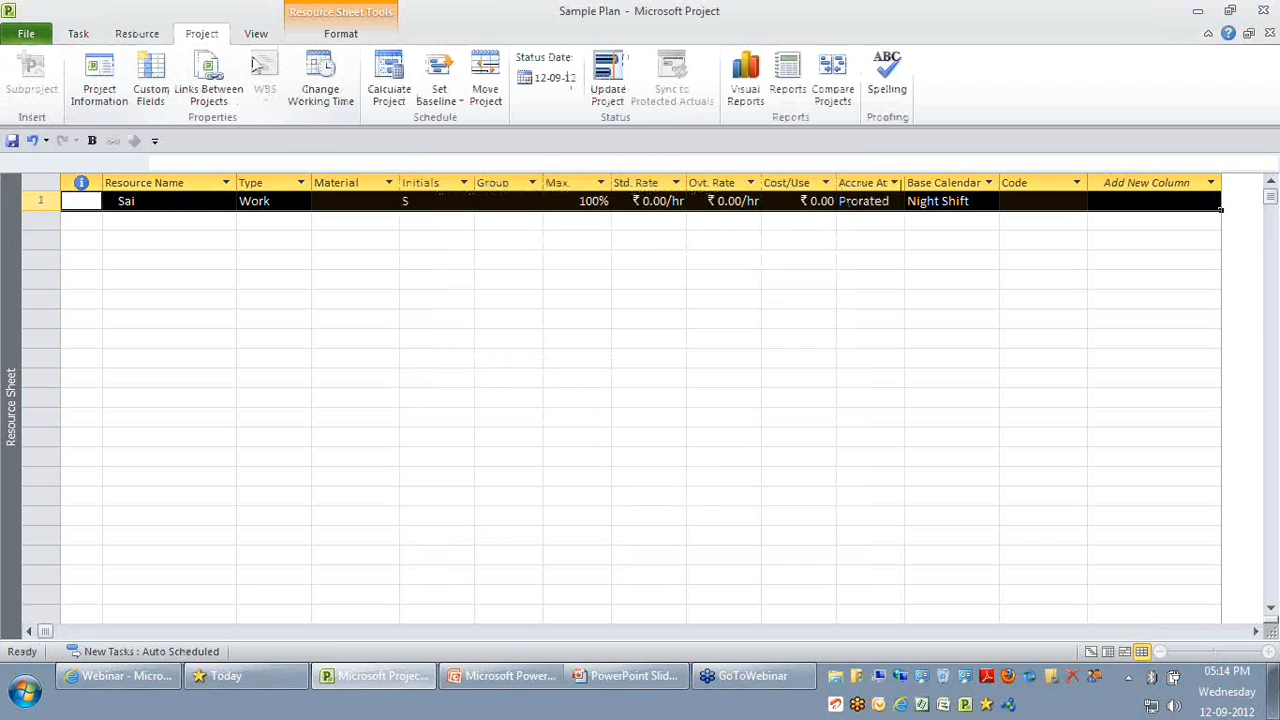 Resource Sheet Tools
Sample Plan - Microsoft Project
File Task Resource Project View Format
Subproject
Project Information
Custom Fields
Links Between Projects
WBS
Change Working Time
Calculate Project
Set Baseline
Move Project
Status Date:
12-09-12
Update Project
Sync to Protected Actuals
Visual Reports
Reports
Compare Projects
ABC
Spelling
Insert Properties Schedule Status Reports Proofing
B
Resource Name Type Material Initials Group Max. Std. Rate Ovt. Rate Cost/Use Accrue At Base Calendar Code Add New Column
1 Sai Work S 100% ₹ 0.00/hr ₹ 0.00/hr ₹ 0.00 Prorated Night Shift
Resource Sheet
Ready New Tasks : Auto Scheduled
Webinar - Micro... Today Microsoft Projec... Microsoft Power... PowerPoint Slid... GoToWebinar
05:14 PM
Wednesday
12-09-2012